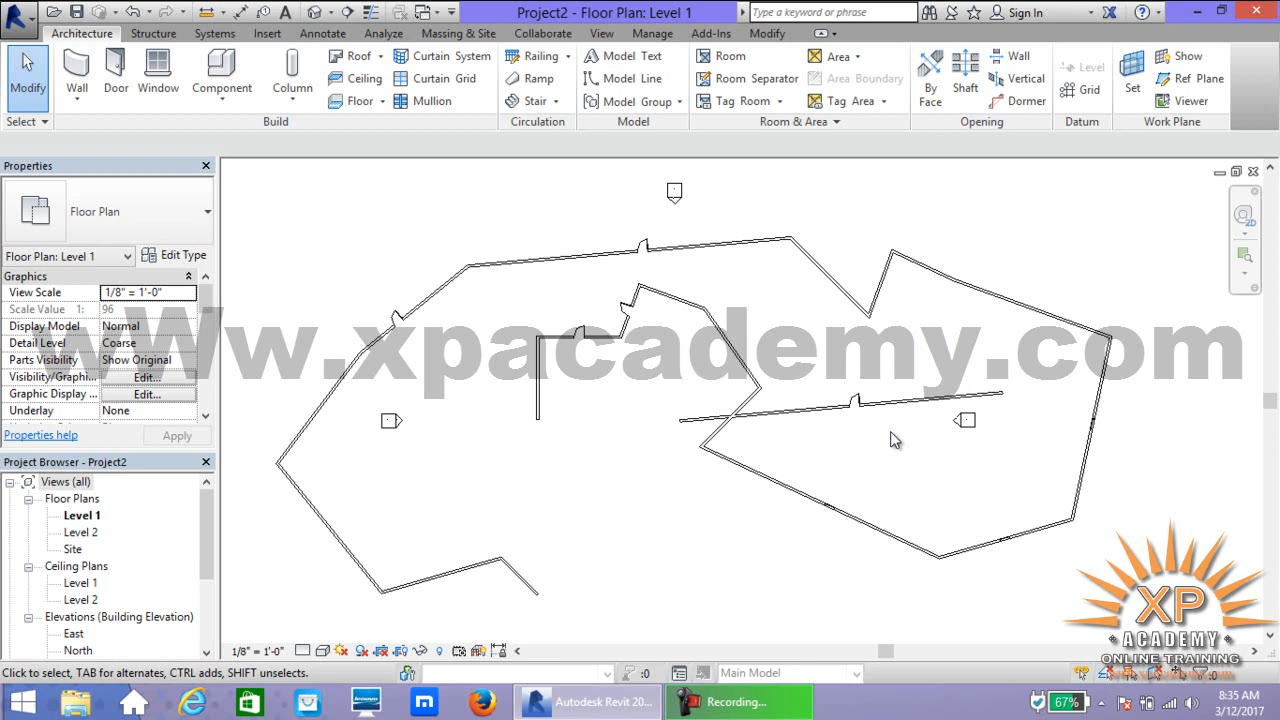 Project2 - Floor Plan: Level 1
Type a keyword or phrase
Sign In
Architecture Structure Systems Insert Annotate Analyze Massing & Site Collaborate View Manage Add-Ins Modify
Modify
Select
Wall
Door
Window
Component
Column
Roof
Ceiling
Floor
Curtain System
Curtain Grid
Mullion
Build
Railing
Ramp
Stair
Circulation
Model Text
Model Line
Model Group
Model
Room
Room Separator
Tag Room
Area
Area Boundary
Tag Area
Room & Area
By Face
Shaft
Wall
Vertical
Dormer
Opening
Level
Grid
Datum
Set
Show
Ref Plane
Viewer
Work Plane
Properties
Floor Plan
Floor Plan: Level 1
Edit Type
Graphics
View Scale 1/8" = 1'-0"
Scale Value 1: 96
Display Model Normal
Detail Level Coarse
Parts Visibility Show Original
Visibility/Graphi... Edit...
Graphic Display ... Edit...
Underlay None
Properties help
Apply
Project Browser - Project2
Views (all)
Floor Plans
Level 1
Level 2
Site
Ceiling Plans
Level 1
Level 2
Elevations (Building Elevation)
East
North
wWw.xpacademy.com
XP
ACADEMY
ONLINE TRAINING
1/8" = 1'-0"
Click to select, TAB for alternates, CTRL adds, SHIFT unselects.
:0
Main Model
:0
Autodesk Revit 20...
Recording...
67%
8:35 AM
3/12/2017